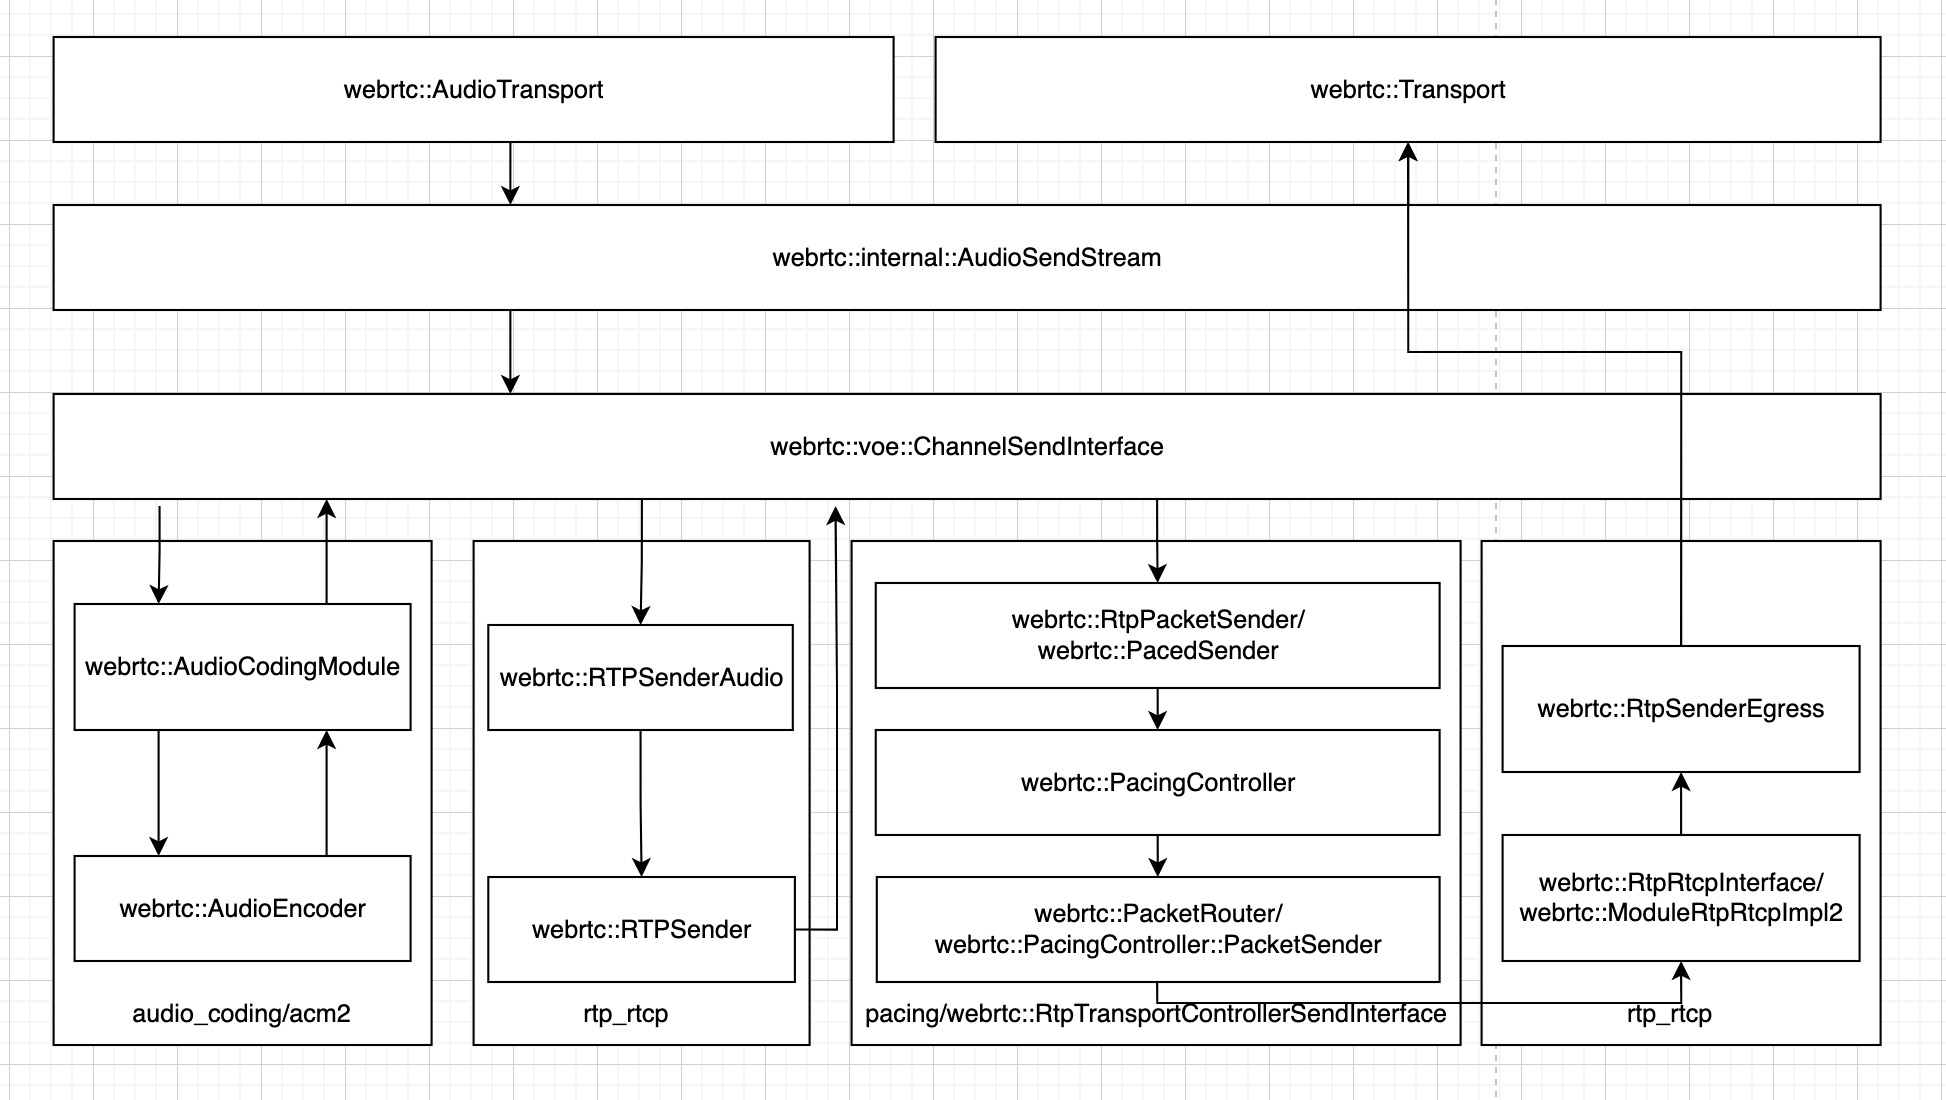 webrtc::AudioTransport
webrtc::Transport
webrtc::internal::AudioSendStream
webrtc::voe::ChannelSendInterface
webrtc::AudioCodingModule
webrtc::AudioEncoder
audio_coding/acm2
webrtc::RTPSenderAudio
webrtc::RTPSender
rtp_rtcp
webrtc::RtpPacketSender/
webrtc::PacedSender
webrtc::PacingController
webrtc::PacketRouter/
webrtc::PacingController::PacketSender
pacing/webrtc::RtpTransportControllerSendInterface
webrtc::RtpSenderEgress
webrtc::RtpRtcpInterface/
webrtc::ModuleRtpRtcpImpl2
rtp_rtcp